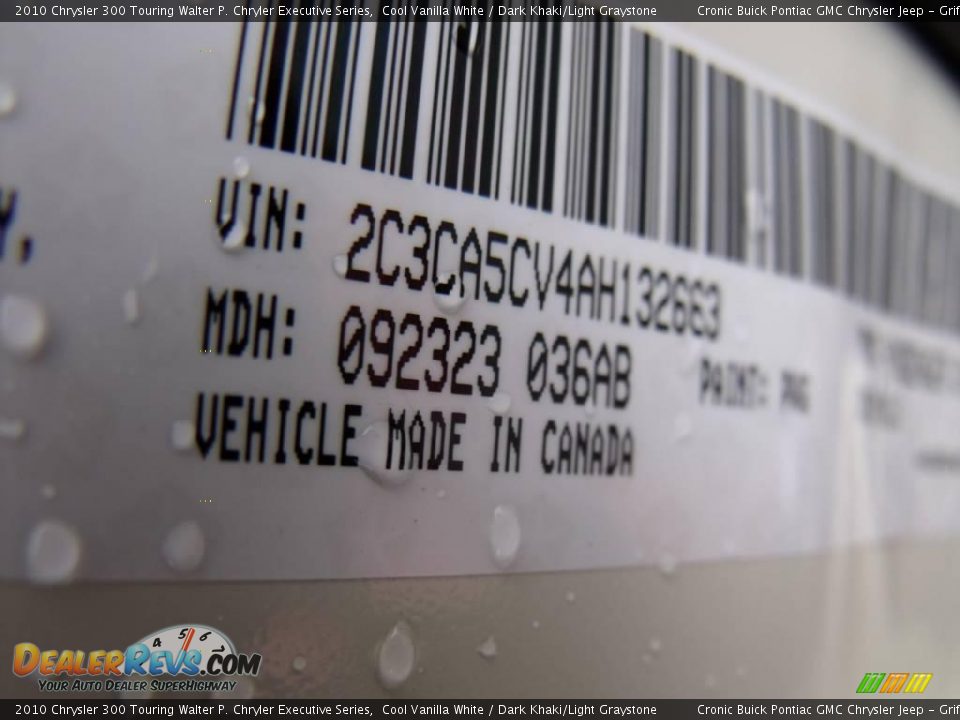 2010 Chrysler 300 Touring Walter P. Chryler Executive Series, Cool Vanilla White / Dark Khaki/Light Graystone Cronic Buick Pontiac GMC Chrysler Jeep - Grif
Y.
VIN: 2C3CA5CV4AH132663
MDH: 092323 036AB
PAINT:
VEHICLE MADE IN CANADA
4 5 6
DEALERREVS.COM
YOUR AUTO DEALER SUPERHIGHWAY
2010 Chrysler 300 Touring Walter P. Chryler Executive Series, Cool Vanilla White / Dark Khaki/Light Graystone Cronic Buick Pontiac GMC Chrysler Jeep - Grif